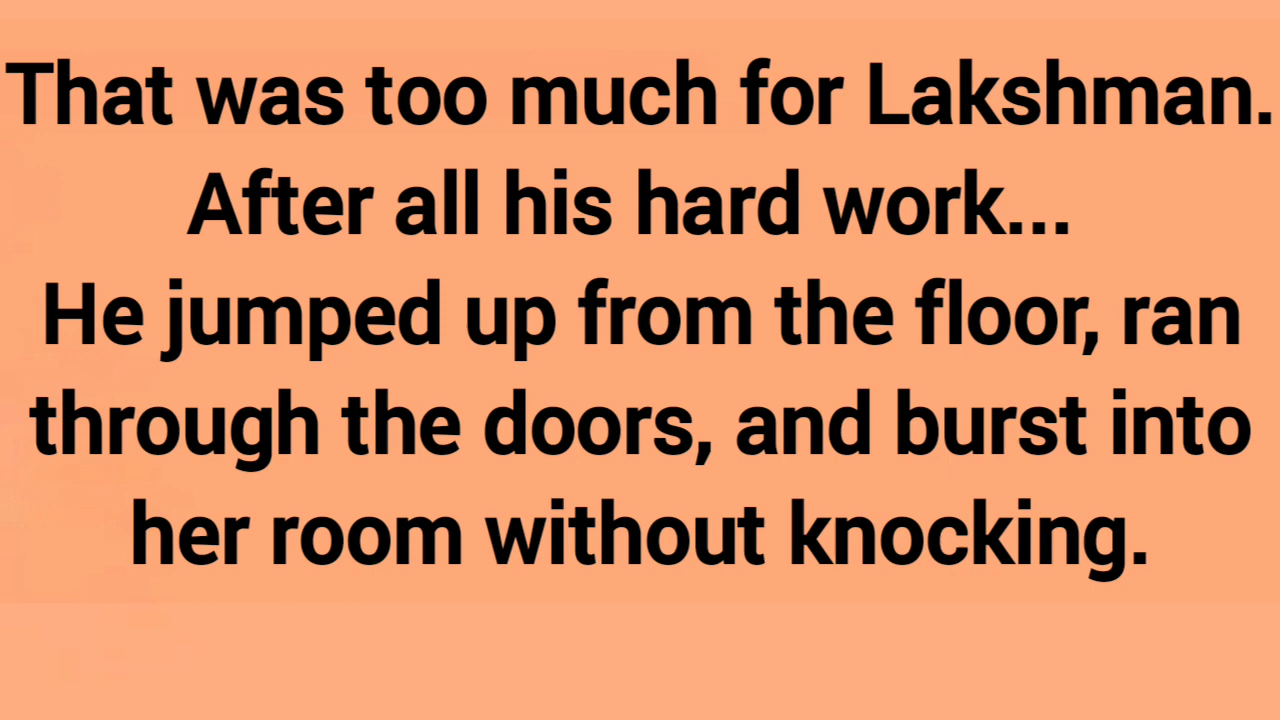 That was too much for Lakshman.
After all his hard work...
He jumped up from the floor, ran
through the doors, and burst into
her room without knocking.